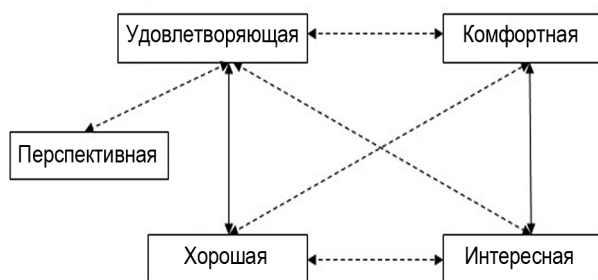 Удовлетворяющая
Комфортная
Перспективная
Хорошая
Интересная